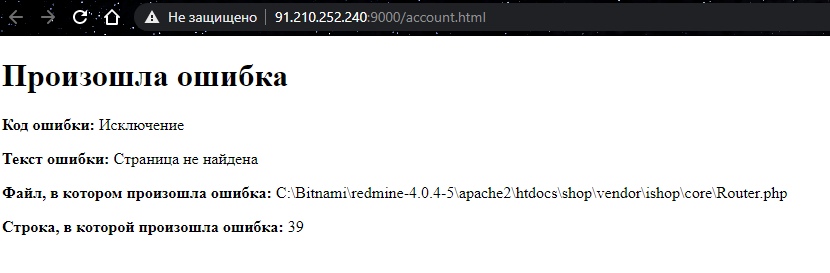 Не защищено 91.210.252.240:9000/account.html
Произошла ошибка
Код ошибки: Исключение
Текст ошибки: Страница не найдена
Файл, в котором произошла ошибка: C:\Bitnami\redmine-4.0.4-5\apache2\htdocs\shop\vendor\ishop\core\Router.php
Строка, в которой произошла ошибка: 39